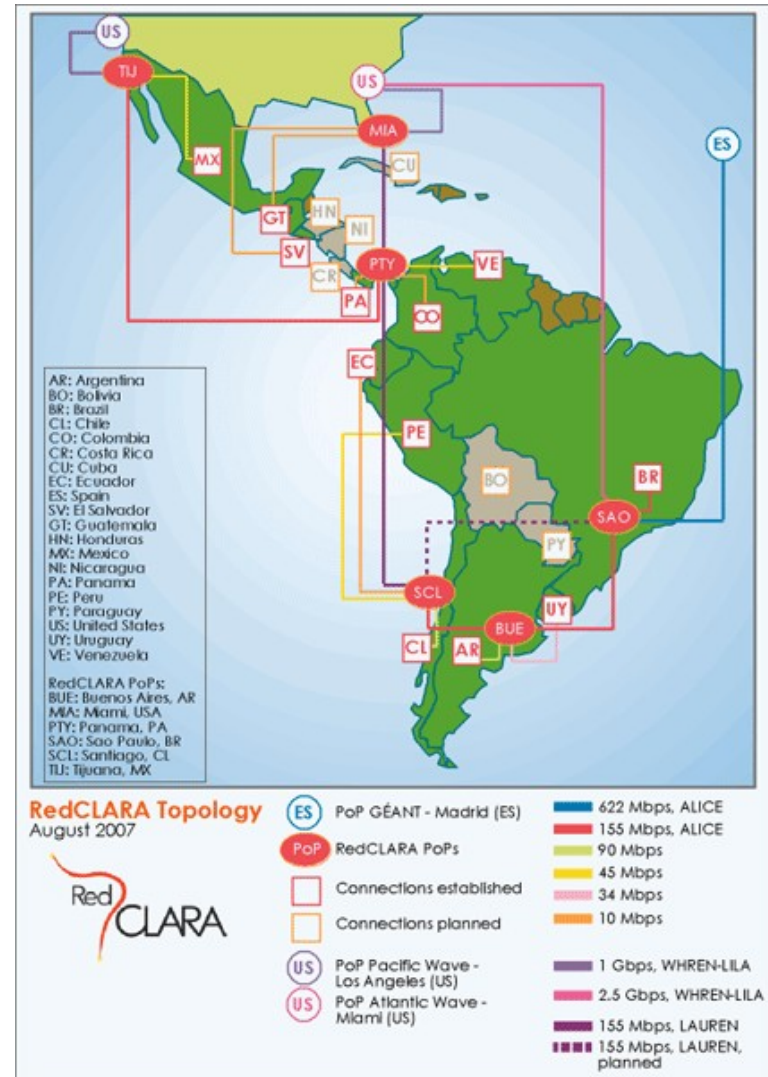 US
TIJ
US
MIA
ES
MX
CU
GT
HN
NI
SV
CR
PTY
VE
PA
CO
EC
PE
BO
BR
SAO
PY
SCL
UY
BUE
CL
AR
AR: Argentina
BO: Bolivia
BR: Brazil
CL: Chile
CO: Colombia
CR: Costa Rica
CU: Cuba
EC: Ecuador
ES: Spain
SV: El Salvador
GT: Guatemala
HN: Honduras
MX: Mexico
NI: Nicaragua
PA: Panama
PE: Peru
PY: Paraguay
US: United States
UY: Uruguay
VE: Venezuela
RedCLARA PoPs:
BUE: Buenos Aires, AR
MIA: Miami, USA
PTY: Panama, PA
SAO: Sao Paulo, BR
SCL: Santiago, CL
TIJ: Tijuana, MX
RedCLARA Topology
August 2007
Red CLARA
ES PoP GÉANT - Madrid (ES)
PoP RedCLARA PoPs
Connections established
Connections planned
US PoP Pacific Wave -
Los Angeles (US)
US PoP Atlantic Wave -
Miami (US)
622 Mbps, ALICE
155 Mbps, ALICE
90 Mbps
45 Mbps
34 Mbps
10 Mbps
1 Gbps, WHREN-LILA
2.5 Gbps, WHREN-LILA
155 Mbps, LAUREN
155 Mbps, LAUREN,
planned